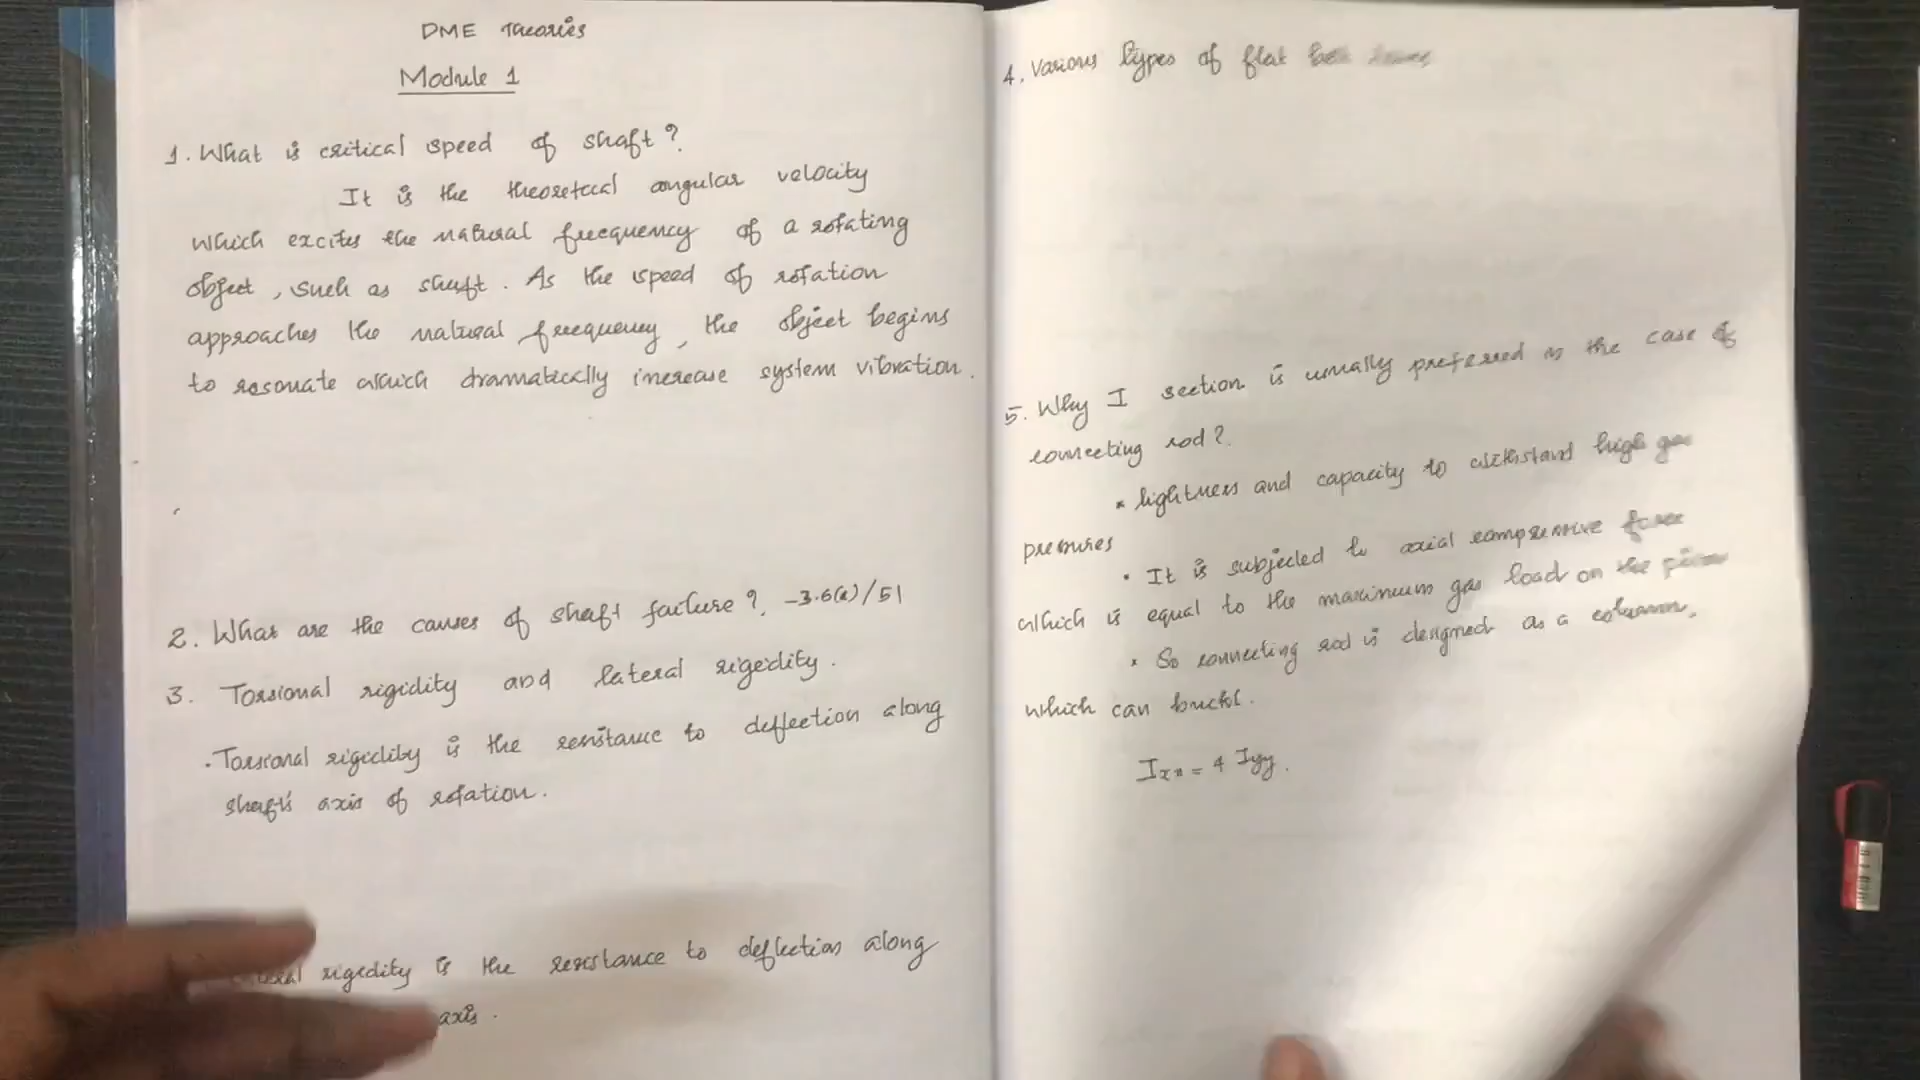 DME Theories
Module 1
1. What is critical speed of shaft?
It is the theoretical angular velocity
which excites the natural frecquency of a rotating
object, such as shaft. As the speed of rotation
approaches the natural frecquency, the object begins
to resonate which dramatically increase system vibration.
2. What are the causes of shaft failure? -3.6()/51
3. Torsional rigidity and lateral rigidity.
. Torsional rigidity is the resistance to deflection along
shaft's axis of rotation.
rigidity is the resistance to deflection along
axis.
4. Various types of flat
5. Why I section is usually preferred in the case of
connecting rod?
* lightness and capacity to withstand high gas
pressures
. It is subjected to axial compressive force
which is equal to the maximum gas load on the piston
* So connecting rod is designed as a column,
which can buckl.
Ixx = 4 Iyy.